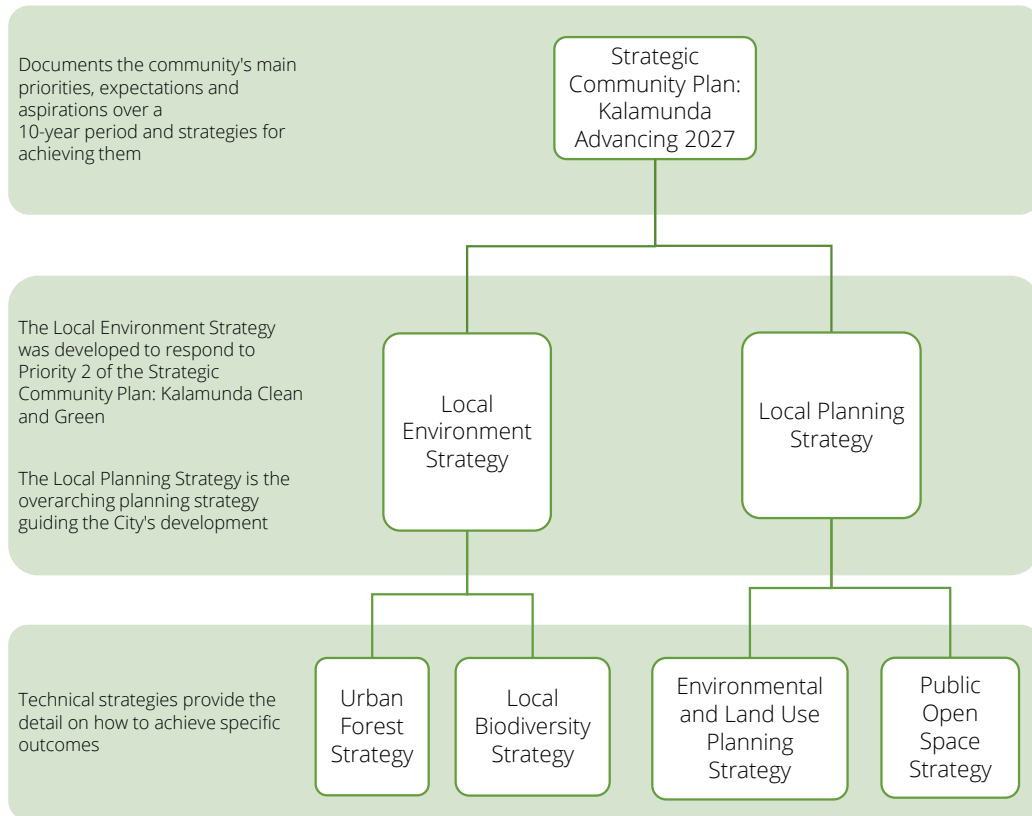 Documents the community's main
priorities, expectations and
aspirations over a
10-year period and strategies for
achieving them
Strategic
Community Plan:
Kalamunda
Advancing 2027
The Local Environment Strategy
was developed to respond to
Priority 2 of the Strategic
Community Plan: Kalamunda Clean
and Green
The Local Planning Strategy is the
overarching planning strategy
guiding the City's development
Local
Environment
Strategy
Local Planning
Strategy
Technical strategies provide the
detail on how to achieve specific
outcomes
Urban
Forest
Strategy
Local
Biodiversity
Strategy
Environmental
and Land Use
Planning
Strategy
Public
Open
Space
Strategy